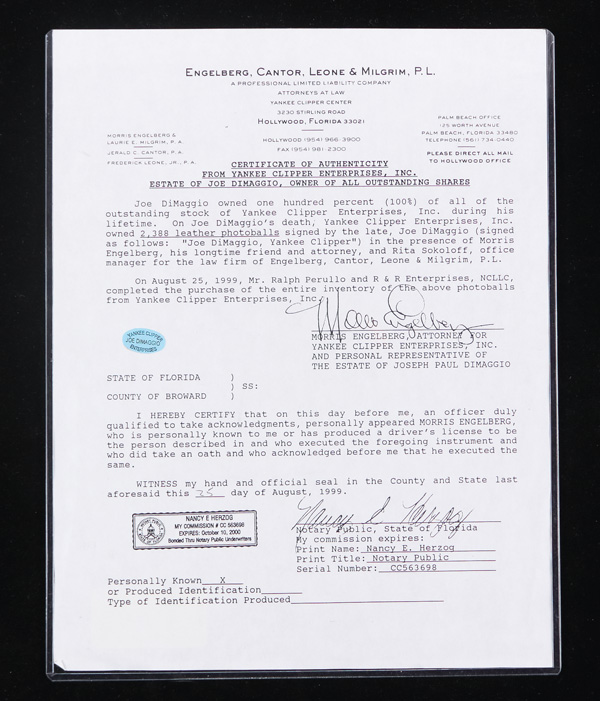 ENGELBERG, CANTOR, LEONE & MILGRIM, P.L.
A PROFESSIONAL LIMITED LIABILITY COMPANY
ATTORNEYS AT LAW
YANKEE CLIPPER CENTER
3230 STIRLING ROAD
HOLLYWOOD, FLORIDA 33021
HOLLYWOOD (954) 966-3900
FAX (954) 981-2300
MORRIS ENGELBERG &
LAURIE E. MILGRIM, P.A.
JERALD C. CANTOR, P.A.
FREDERICK LEONE, JR., P.A.
PALM BEACH OFFICE
125 WORTH AVENUE
PALM BEACH, FLORIDA 33480
TELEPHONE (561) 734-0440
PLEASE DIRECT ALL MAIL
TO HOLLYWOOD OFFICE
CERTIFICATE OF AUTHENTICITY
FROM YANKEE CLIPPER ENTERPRISES, INC.
ESTATE OF JOE DIMAGGIO, OWNER OF ALL OUTSTANDING SHARES
Joe DiMaggio owned one hundred percent (100%) of all of the
outstanding stock of Yankee Clipper Enterprises, Inc. during his
lifetime. On Joe DiMaggio's death, Yankee Clipper Enterprises, Inc.
owned 2,388 leather photoballs signed by the late, Joe DiMaggio (signed
as follows: "Joe DiMaggio, Yankee Clipper") in the presence of Morris
Engelberg, his longtime friend and attorney, and Rita Sokoloff, office
manager for the law firm of Engelberg, Cantor, Leone & Milgrim, P.L.
On August 25, 1999, Mr. Ralph Perullo and R & R Enterprises, NCLLC,
completed the purchase of the entire inventory of the above photoballs
from Yankee Clipper Enterprises, Inc.
YANKEE CLIPPER
JOE DIMAGGIO
ENTERPRISES
MORRIS ENGELBERG, ATTORNEY FOR
YANKEE CLIPPER ENTERPRISES, INC.
AND PERSONAL REPRESENTATIVE OF
THE ESTATE OF JOSEPH PAUL DIMAGGIO
STATE OF FLORIDA )
) SS:
COUNTY OF BROWARD )
I HEREBY CERTIFY that on this day before me, an officer duly
qualified to take acknowledgments, personally appeared MORRIS ENGELBERG,
who is personally known to me or has produced a driver's license to be
the person described in and who executed the foregoing instrument and
who did take an oath and who acknowledged before me that he executed the
same.
WITNESS my hand and official seal in the County and State last
aforesaid this 25 day of August, 1999.
NANCY E HERZOG
MY COMMISSION # CC 563698
EXPIRES: October 10, 2000
Bonded Thru Notary Public Underwriters
Nancy E Herzog
Notary Public, State of Florida
My commission expires:
Print Name: Nancy E. Herzog
Print Title: Notary Public
Serial Number: CC563698
Personally Known X
or Produced Identification
Type of Identification Produced